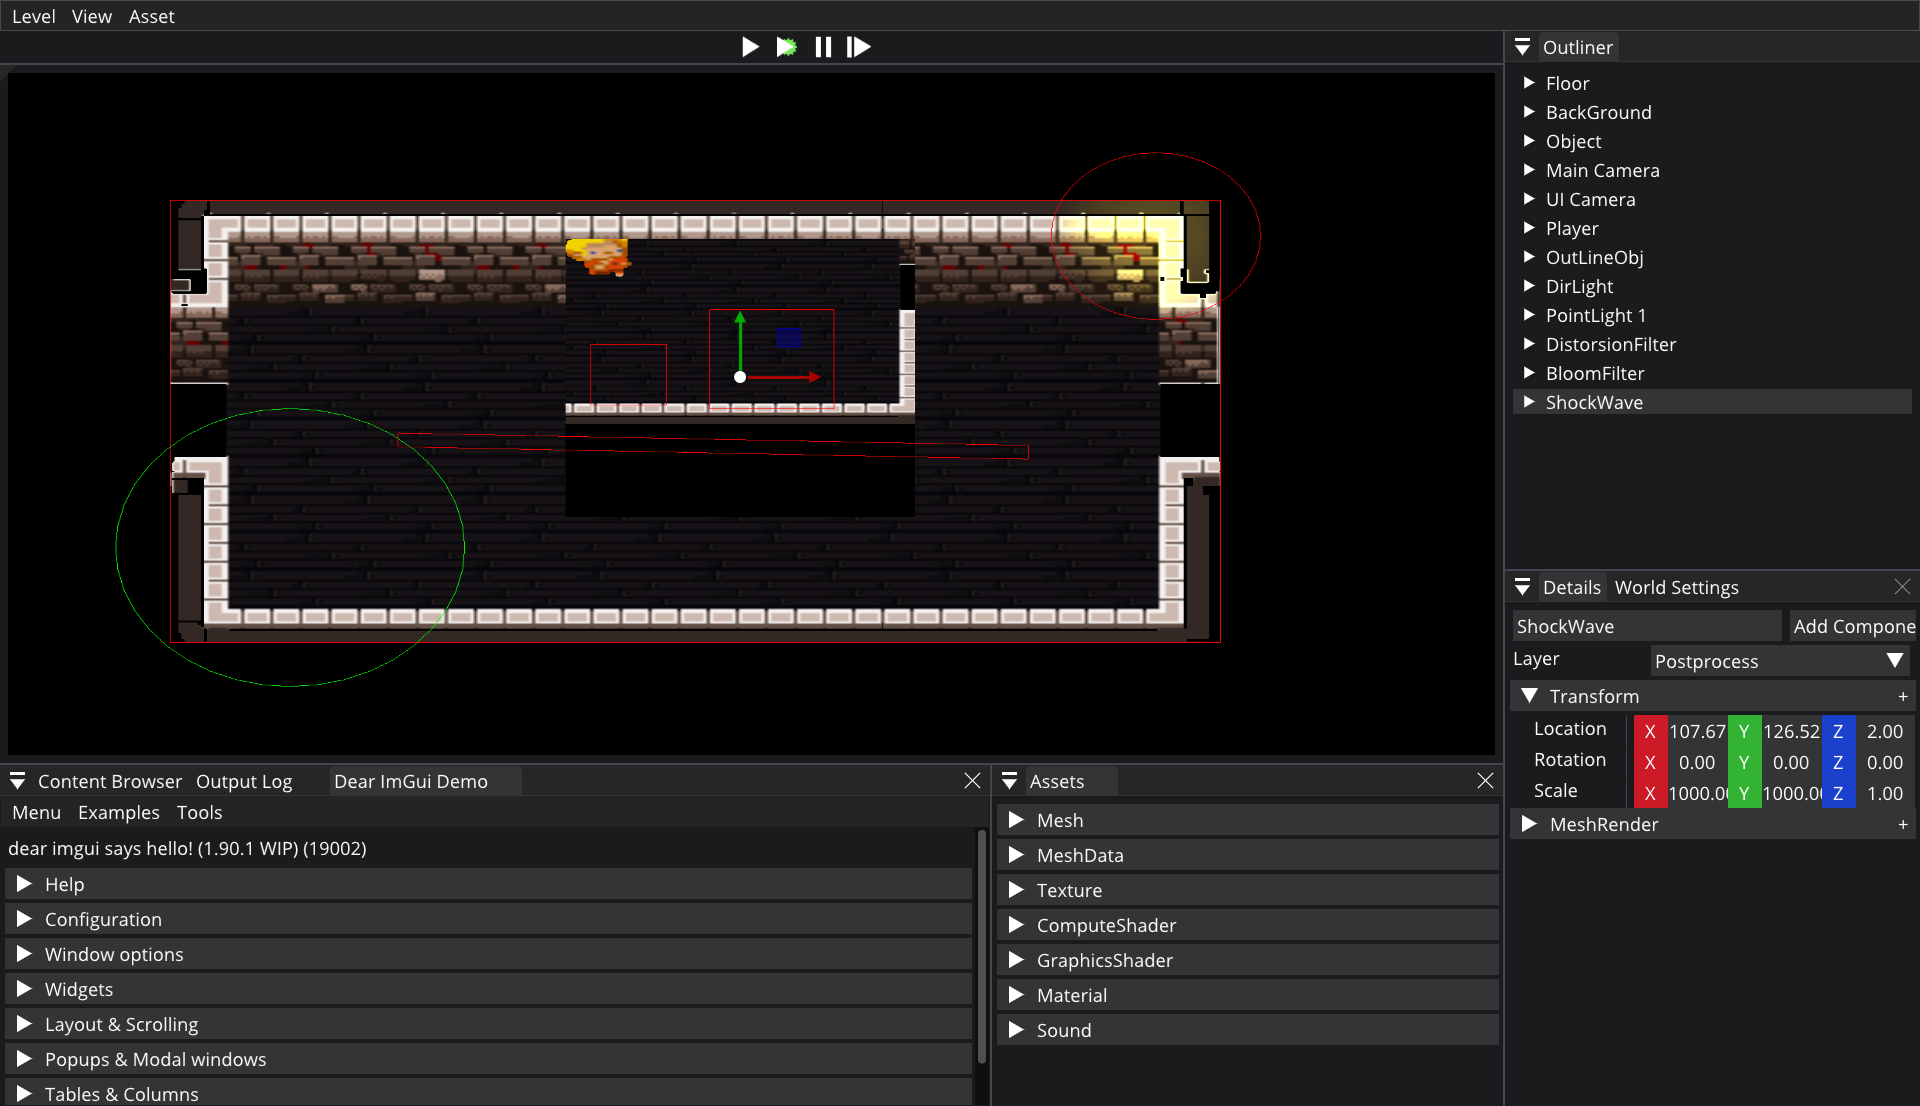 Level View Asset
Outliner
Floor
BackGround
Object
Main Camera
UI Camera
Player
OutLineObj
DirLight
PointLight 1
DistorsionFilter
BloomFilter
ShockWave
Details World Settings
ShockWave Add Compone
Layer Postprocess
Transform +
Location X 107.67 Y 126.52 Z 2.00
Rotation X 0.00 Y 0.00 Z 0.00
Scale X 1000.00 Y 1000.00 Z 1.00
MeshRender +
Content Browser Output Log Dear ImGui Demo
Menu Examples Tools
dear imgui says hello! (1.90.1 WIP) (19002)
Help
Configuration
Window options
Widgets
Layout & Scrolling
Popups & Modal windows
Tables & Columns
Assets
Mesh
MeshData
Texture
ComputeShader
GraphicsShader
Material
Sound